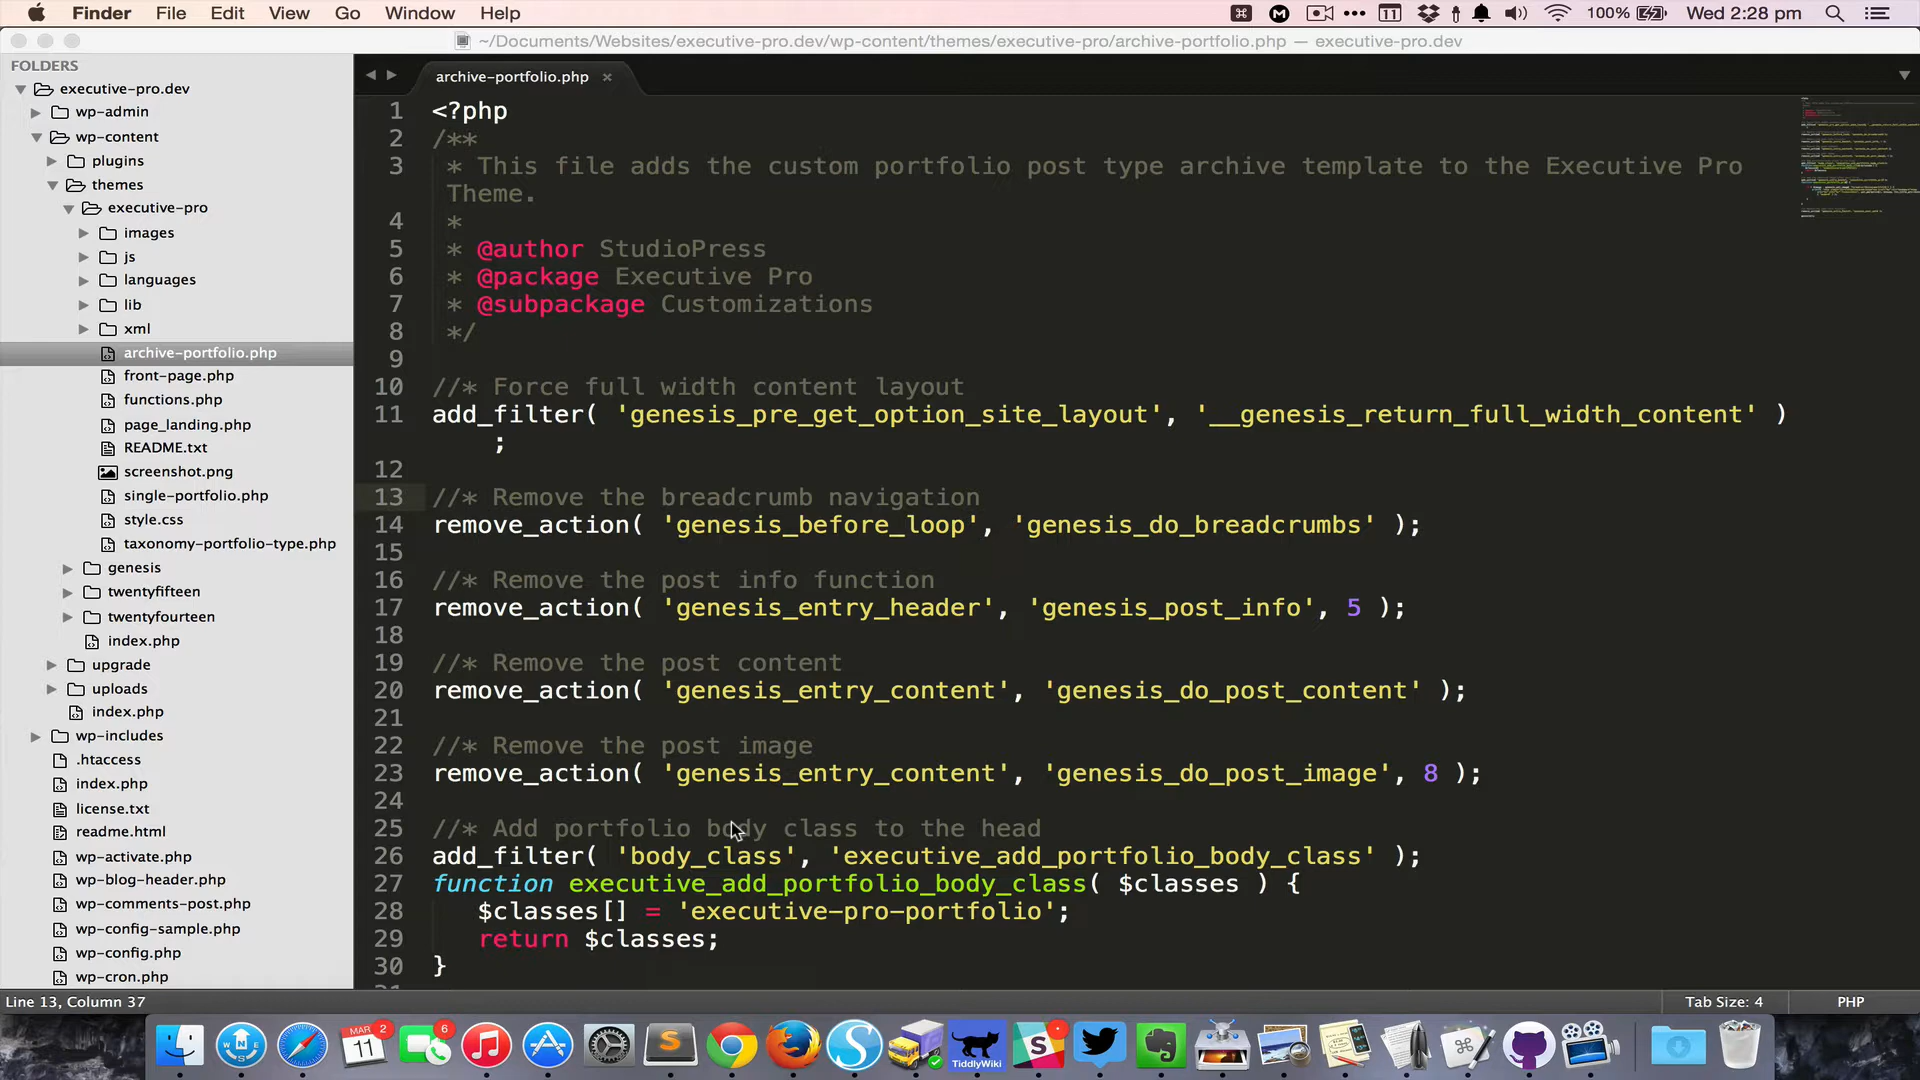 Finder File Edit View Go Window Help 11 100% Wed 2:28 pm
~/Documents/Websites/executive-pro.dev/wp-content/themes/executive-pro/archive-portfolio.php — executive-pro.dev
FOLDERS
executive-pro.dev
wp-admin
wp-content
plugins
themes
executive-pro
images
js
languages
lib
xml
archive-portfolio.php
front-page.php
functions.php
page_landing.php
README.txt
screenshot.png
single-portfolio.php
style.css
taxonomy-portfolio-type.php
genesis
twentyfifteen
twentyfourteen
index.php
upgrade
uploads
index.php
wp-includes
.htaccess
index.php
license.txt
readme.html
wp-activate.php
wp-blog-header.php
wp-comments-post.php
wp-config-sample.php
wp-config.php
wp-cron.php
archive-portfolio.php ×
1 <?php
2 /**
3 * This file adds the custom portfolio post type archive template to the Executive Pro
Theme.
4 *
5 * @author StudioPress
6 * @package Executive Pro
7 * @subpackage Customizations
8 */
9
10 //* Force full width content layout
11 add_filter( 'genesis_pre_get_option_site_layout', '__genesis_return_full_width_content' )
;
12
13 //* Remove the breadcrumb navigation
14 remove_action( 'genesis_before_loop', 'genesis_do_breadcrumbs' );
15
16 //* Remove the post info function
17 remove_action( 'genesis_entry_header', 'genesis_post_info', 5 );
18
19 //* Remove the post content
20 remove_action( 'genesis_entry_content', 'genesis_do_post_content' );
21
22 //* Remove the post image
23 remove_action( 'genesis_entry_content', 'genesis_do_post_image', 8 );
24
25 //* Add portfolio body class to the head
26 add_filter( 'body_class', 'executive_add_portfolio_body_class' );
27 function executive_add_portfolio_body_class( $classes ) {
28 $classes[] = 'executive-pro-portfolio';
29 return $classes;
30 }
Line 13, Column 37 Tab Size: 4 PHP
MAR 2 11 6 TiddlyWiki